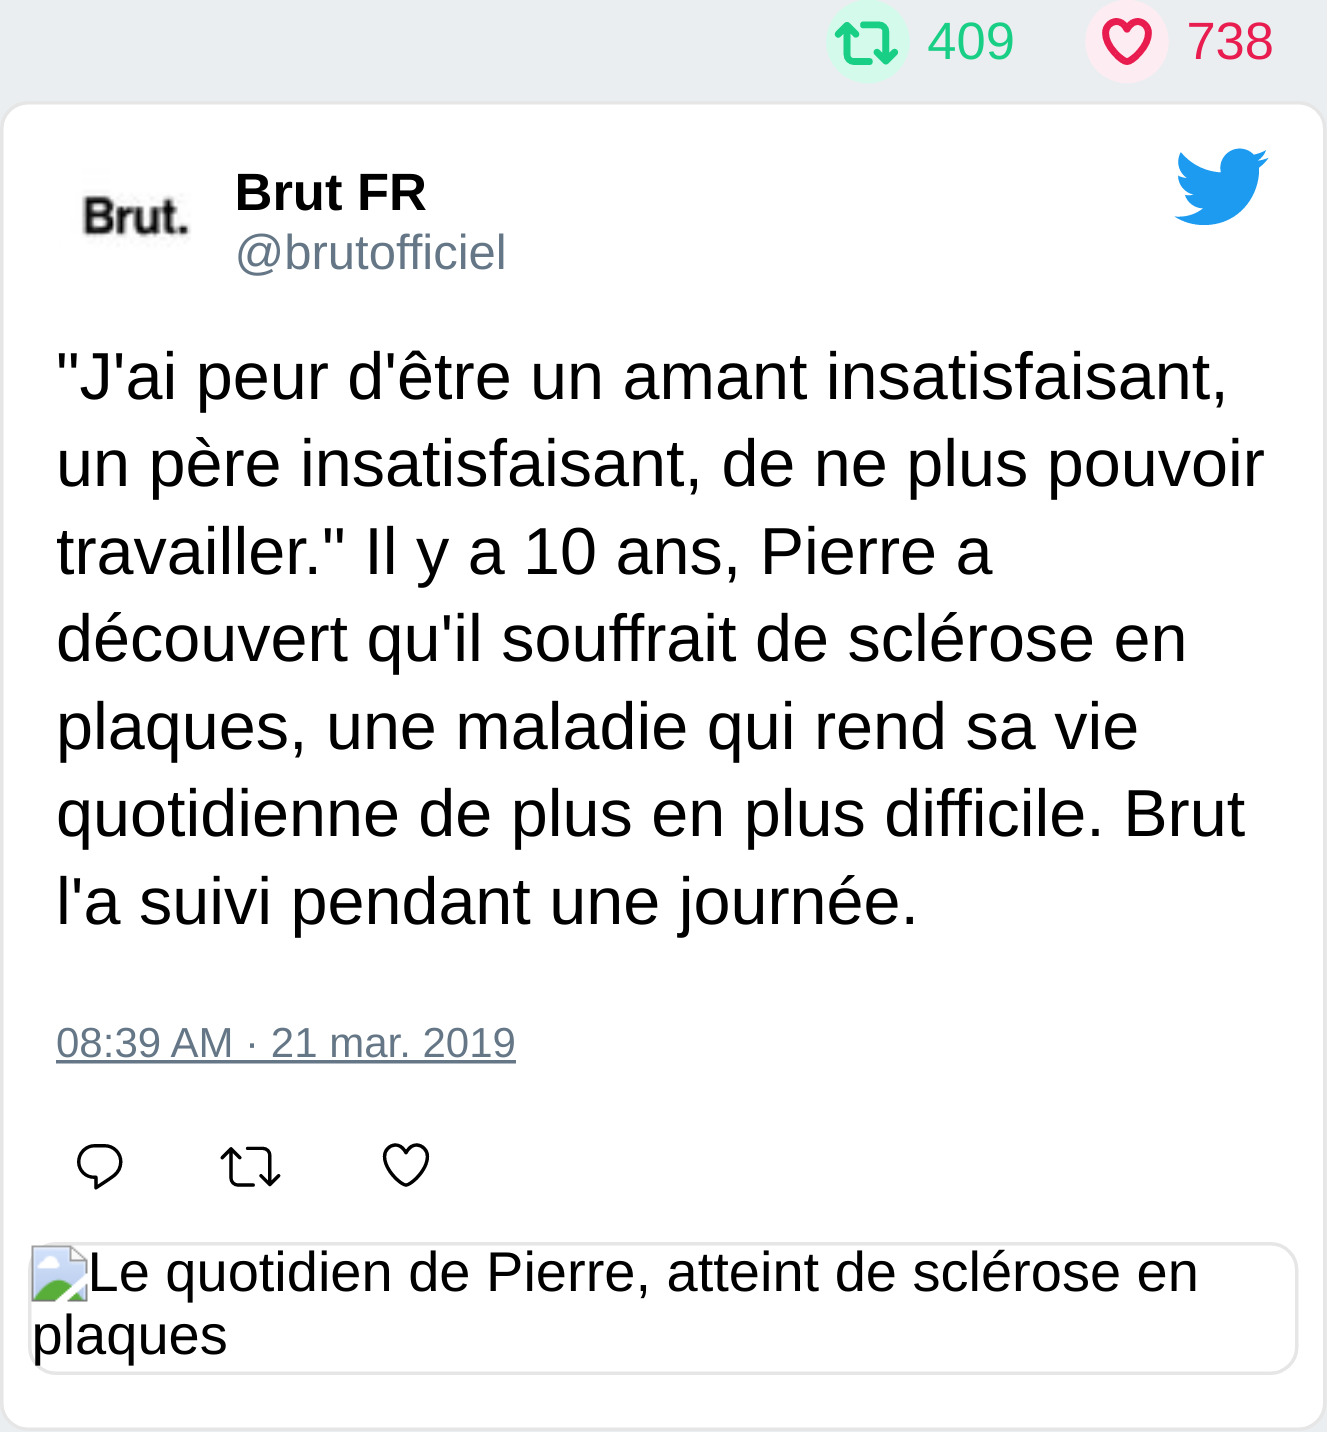 409 738
Brut.
Brut FR
@brutofficiel
"J'ai peur d'être un amant insatisfaisant,
un père insatisfaisant, de ne plus pouvoir
travailler." Il y a 10 ans, Pierre a
découvert qu'il souffrait de sclérose en
plaques, une maladie qui rend sa vie
quotidienne de plus en plus difficile. Brut
l'a suivi pendant une journée.
08:39 AM · 21 mar. 2019
Le quotidien de Pierre, atteint de sclérose en
plaques